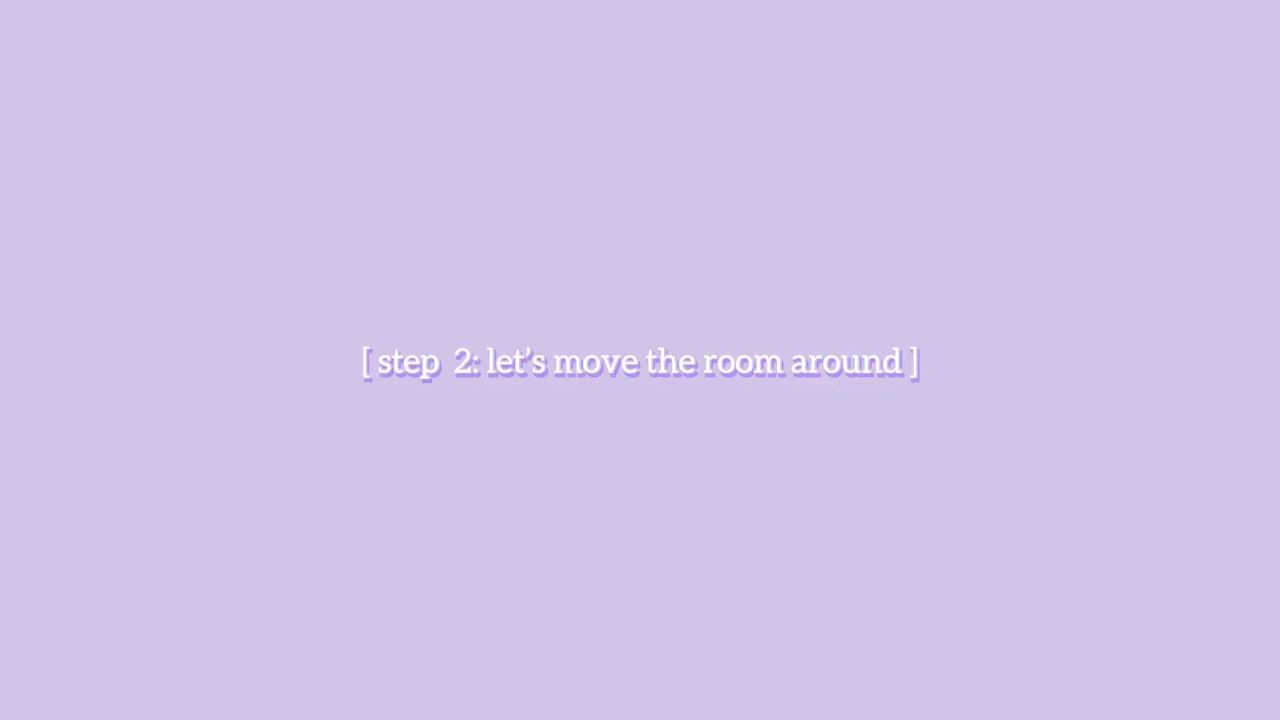 [ step 2: let’s move the room around ]